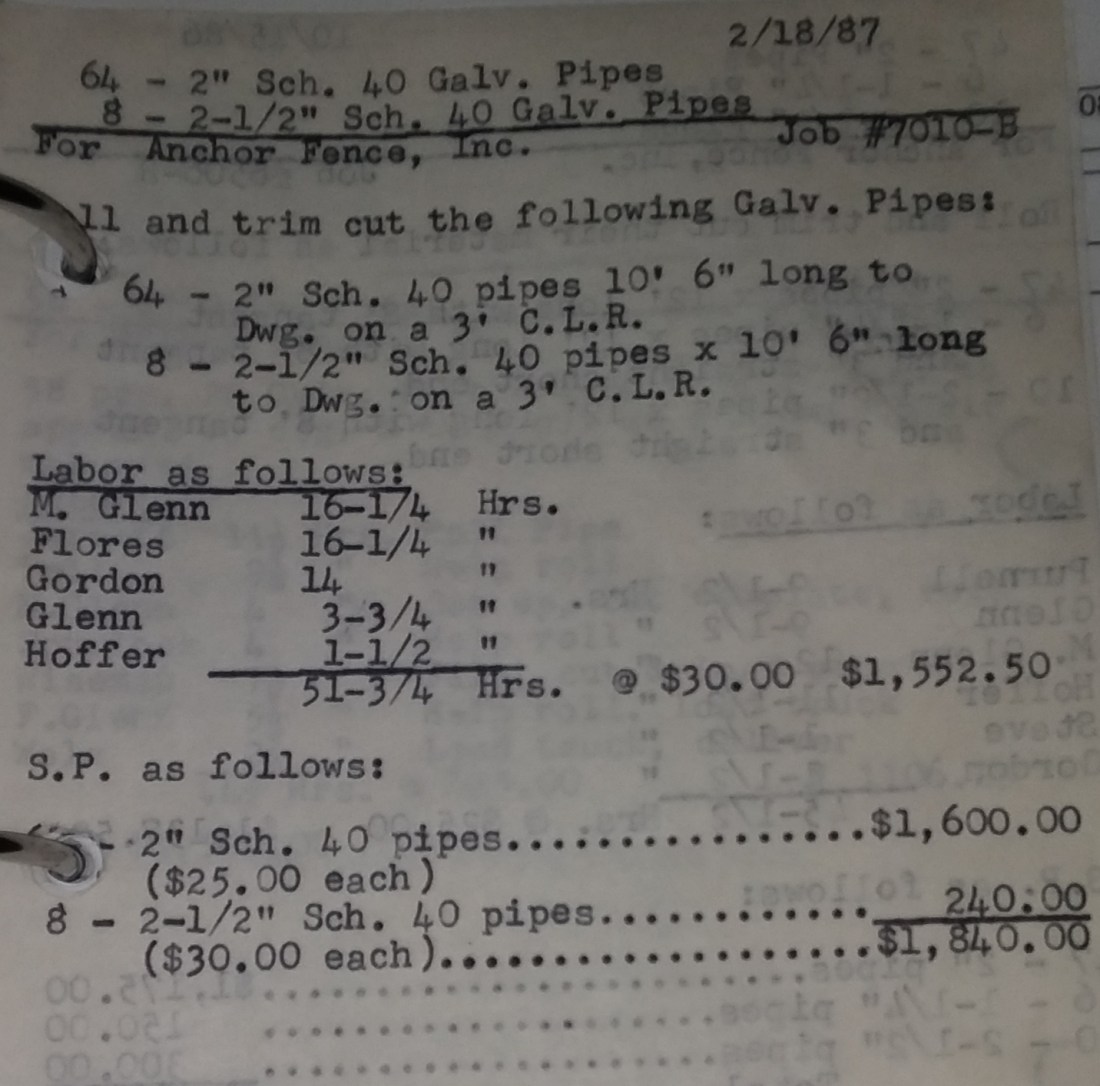 2/18/87
64 - 2" Sch. 40 Galv. Pipes
8 - 2-1/2" Sch. 40 Galv. Pipes
For Anchor Fence, Inc. Job #7010-B
ll and trim cut the following Galv. Pipes:
64 - 2" Sch. 40 pipes 10' 6" long to
Dwg. on a 3' C.L.R.
8 - 2-1/2" Sch. 40 pipes x 10' 6" long
to Dwg. on a 3' C.L.R.
Labor as follows:
M. Glenn 16-1/4 Hrs.
Flores 16-1/4 "
Gordon 14 "
Glenn 3-3/4 "
Hoffer 1-1/2 "
51-3/4 Hrs. @ $30.00 $1,552.50
S.P. as follows:
- 2" Sch. 40 pipes................$1,600.00
($25.00 each)
8 - 2-1/2" Sch. 40 pipes............ 240:00
($30.00 each)...................$1,840.00